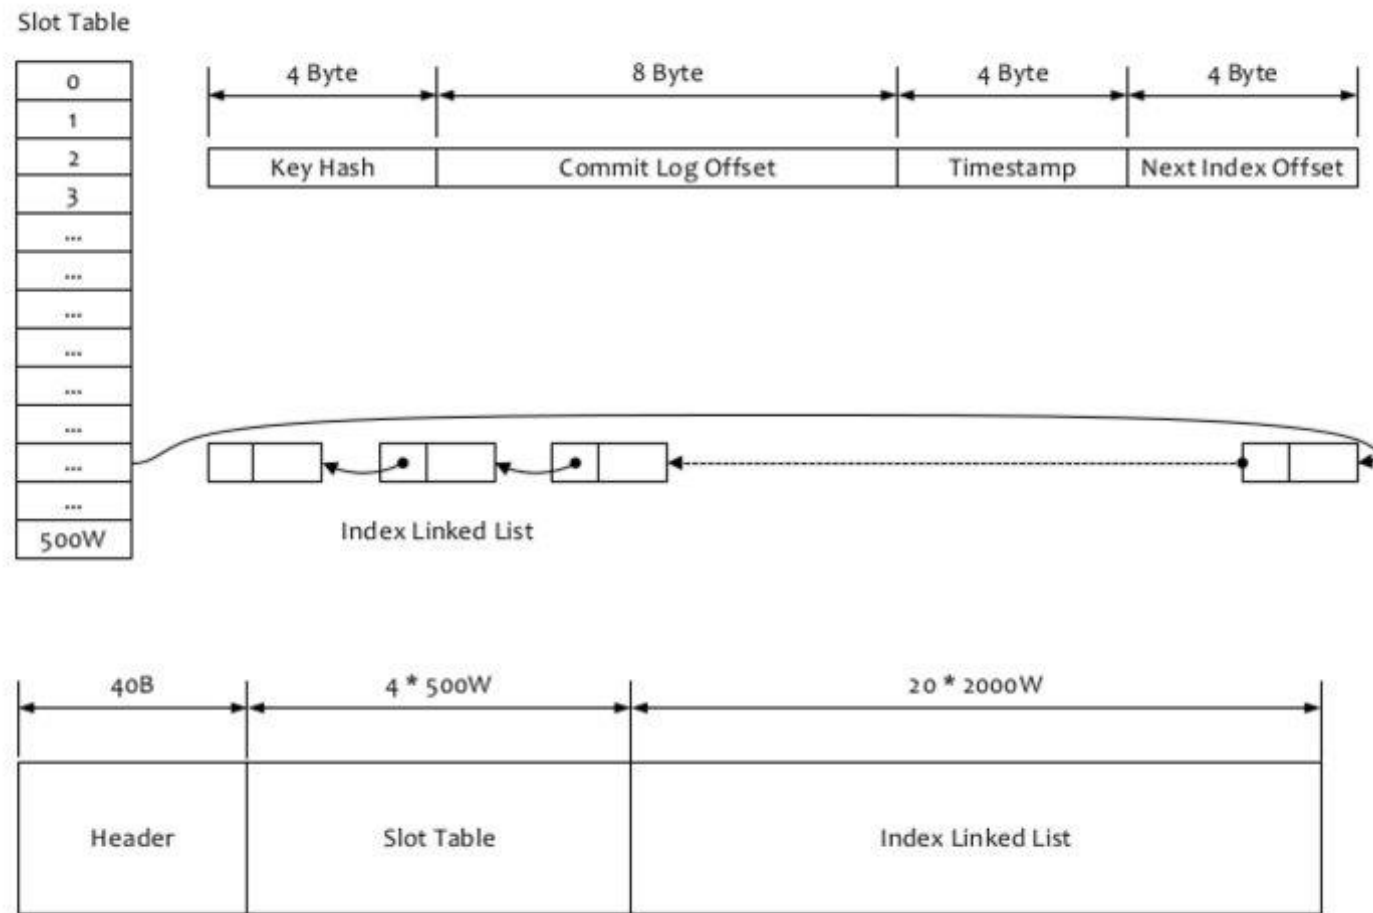 Slot Table
4 Byte 8 Byte 4 Byte 4 Byte
0
1
2
3
Key Hash Commit Log Offset Timestamp Next Index Offset
...
...
...
...
...
...
...
...
500W
Index Linked List
40B 4 * 500W 20 * 2000W
Header Slot Table Index Linked List